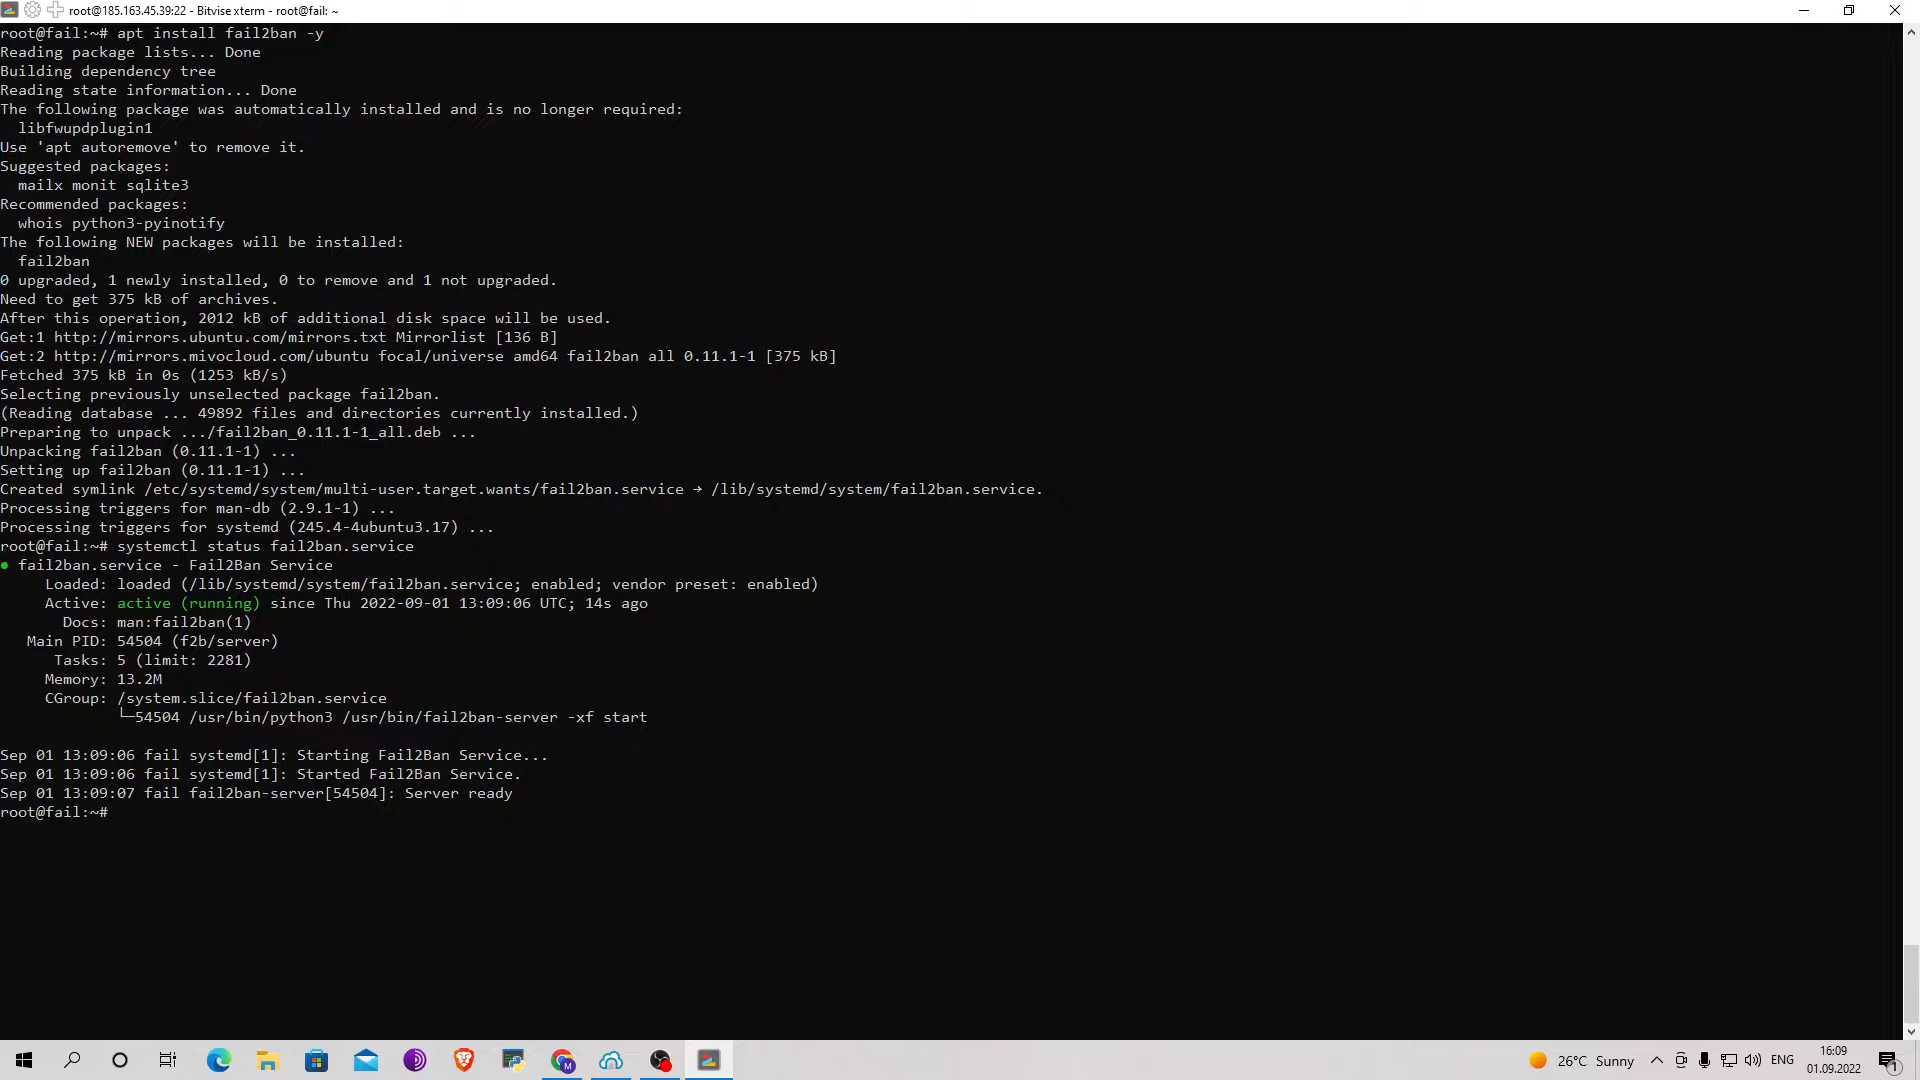 root@185.163.45.39:22 - Bitvise xterm - root@fail: ~
root@fail:~# apt install fail2ban -y
Reading package lists... Done
Building dependency tree
Reading state information... Done
The following package was automatically installed and is no longer required:
  libfwupdplugin1
Use 'apt autoremove' to remove it.
Suggested packages:
  mailx monit sqlite3
Recommended packages:
  whois python3-pyinotify
The following NEW packages will be installed:
  fail2ban
0 upgraded, 1 newly installed, 0 to remove and 1 not upgraded.
Need to get 375 kB of archives.
After this operation, 2012 kB of additional disk space will be used.
Get:1 http://mirrors.ubuntu.com/mirrors.txt Mirrorlist [136 B]
Get:2 http://mirrors.mivocloud.com/ubuntu focal/universe amd64 fail2ban all 0.11.1-1 [375 kB]
Fetched 375 kB in 0s (1253 kB/s)
Selecting previously unselected package fail2ban.
(Reading database ... 49892 files and directories currently installed.)
Preparing to unpack .../fail2ban_0.11.1-1_all.deb ...
Unpacking fail2ban (0.11.1-1) ...
Setting up fail2ban (0.11.1-1) ...
Created symlink /etc/systemd/system/multi-user.target.wants/fail2ban.service → /lib/systemd/system/fail2ban.service.
Processing triggers for man-db (2.9.1-1) ...
Processing triggers for systemd (245.4-4ubuntu3.17) ...
root@fail:~# systemctl status fail2ban.service
● fail2ban.service - Fail2Ban Service
     Loaded: loaded (/lib/systemd/system/fail2ban.service; enabled; vendor preset: enabled)
     Active: active (running) since Thu 2022-09-01 13:09:06 UTC; 14s ago
       Docs: man:fail2ban(1)
   Main PID: 54504 (f2b/server)
      Tasks: 5 (limit: 2281)
     Memory: 13.2M
     CGroup: /system.slice/fail2ban.service
             └─54504 /usr/bin/python3 /usr/bin/fail2ban-server -xf start
Sep 01 13:09:06 fail systemd[1]: Starting Fail2Ban Service...
Sep 01 13:09:06 fail systemd[1]: Started Fail2Ban Service.
Sep 01 13:09:07 fail fail2ban-server[54504]: Server ready
root@fail:~#
26°C Sunny
ENG
16:09
01.09.2022
1
M